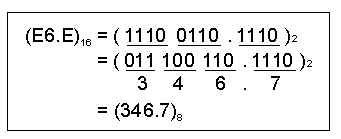 (E6.E)₁₆ = ( 1110 0110 . 1110 )₂
= ( 011 100 110 . 1110 )₂
3 4 6 . 7
= (346.7)₈